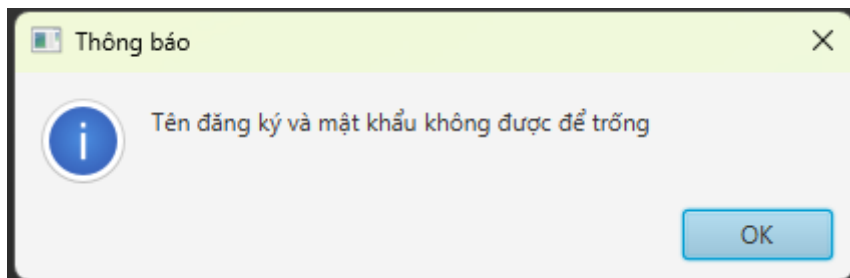 Thông báo
Tên đăng ký và mật khẩu không được để trống
OK